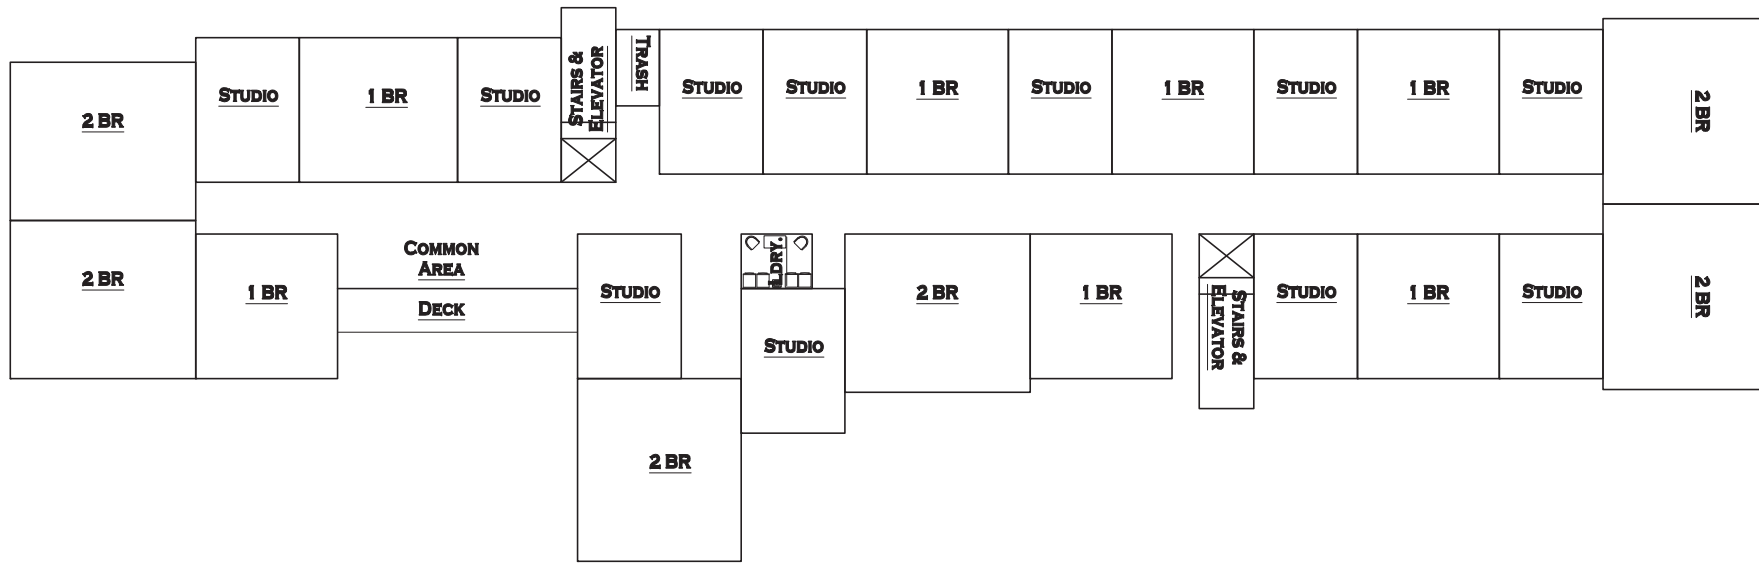 2 BR
Studio
1 BR
Studio
Stairs &
Elevator
Trash
Studio
Studio
1 BR
Studio
1 BR
Studio
1 BR
Studio
2 BR
2 BR
1 BR
Common
Area
Deck
Studio
Ldry.
Studio
2 BR
2 BR
1 BR
Stairs &
Elevator
Studio
1 BR
Studio
2 BR